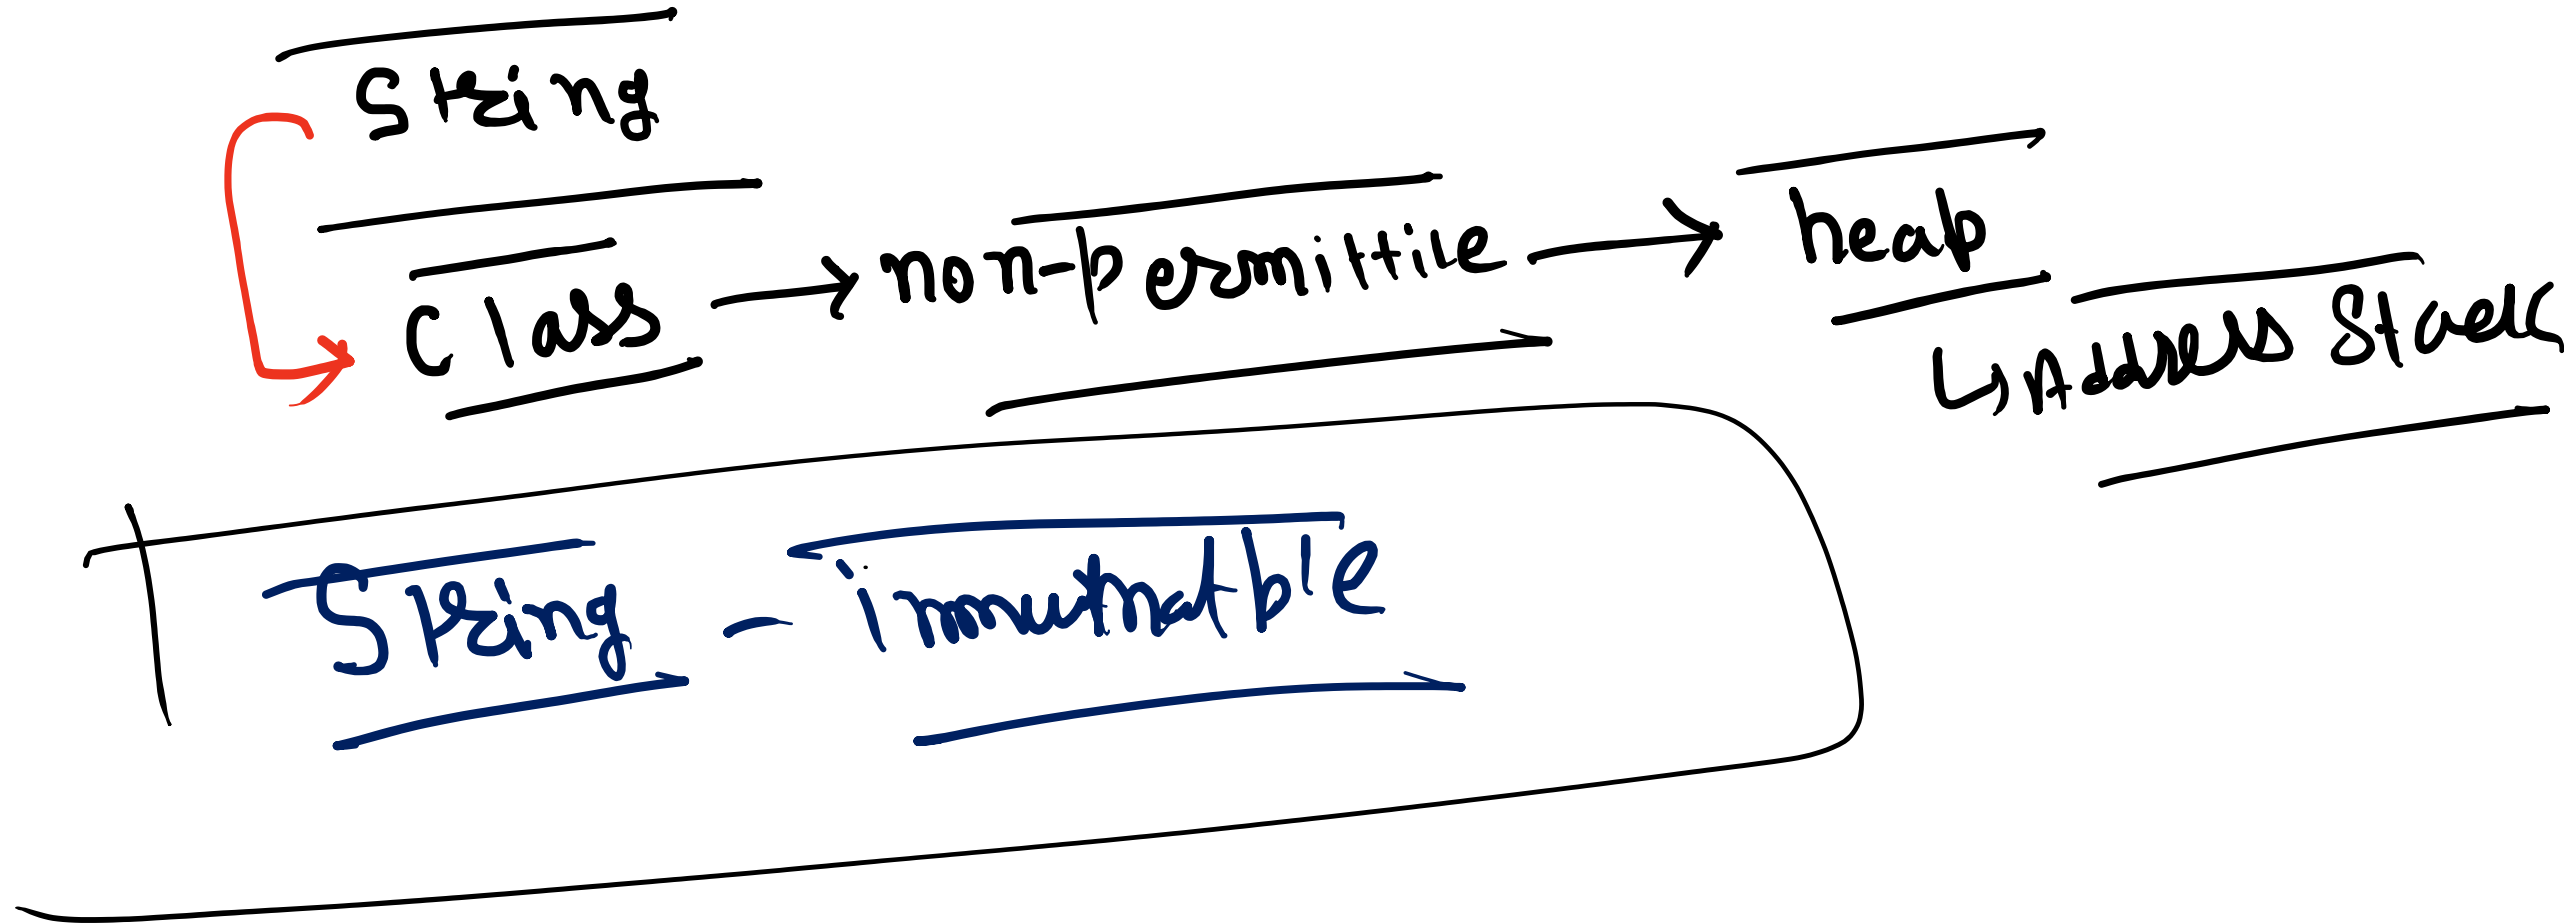 String
Class → non-permittive → heap
↳ Address Stack
String - immutable